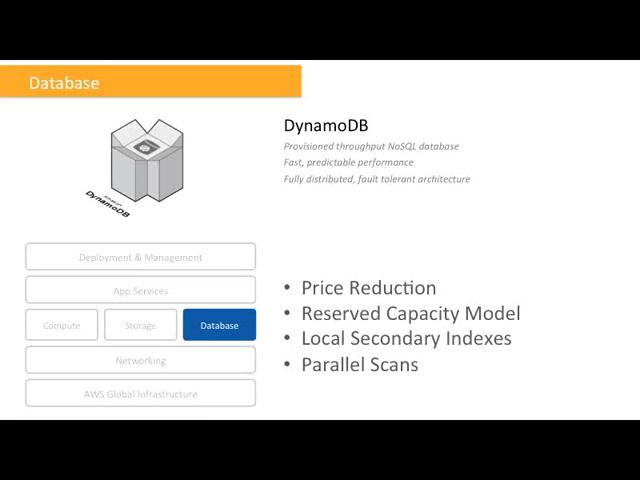 Database
DynamoDB
Provisioned throughput NoSQL database
Fast, predictable performance
Fully distributed, fault tolerant architecture
DynamoDB
Deployment & Management
App Services
Compute
Storage
Database
Networking
AWS Global Infrastructure
• Price Reduction
• Reserved Capacity Model
• Local Secondary Indexes
• Parallel Scans